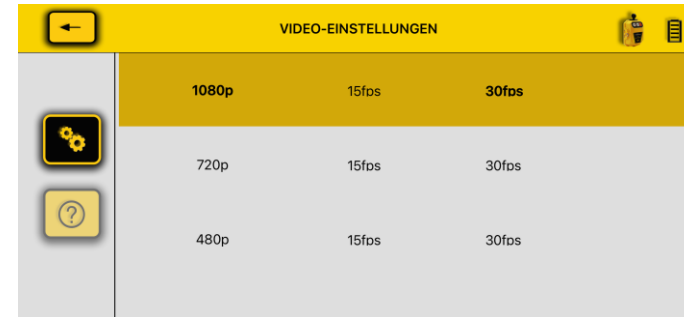 VIDEO-EINSTELLUNGEN
1080p 15fps 30fps
720p 15fps 30fps
?
480p 15fps 30fps